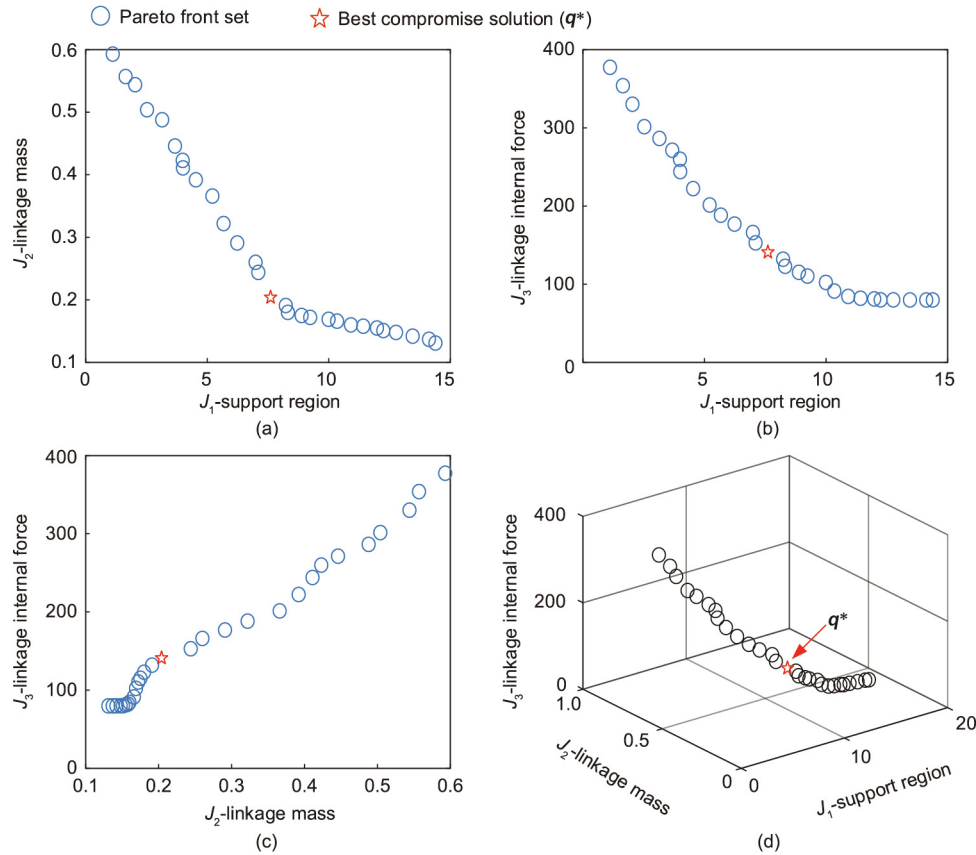 Pareto front set
Best compromise solution (q*)
0.6
0.5
0.4
0.3
0.2
0.1
J₂-linkage mass
0
5
10
15
J₁-support region
(a)
400
300
200
100
0
J₃-linkage internal force
5
10
15
J₁-support region
(b)
400
300
200
100
0
J₃-linkage internal force
0.1
0.2
0.3
0.4
0.5
0.6
J₂-linkage mass
(c)
400
200
0
J₃-linkage internal force
1.0
0.5
0
J₂-linkage mass
0
10
20
J₁-support region
q*
(d)